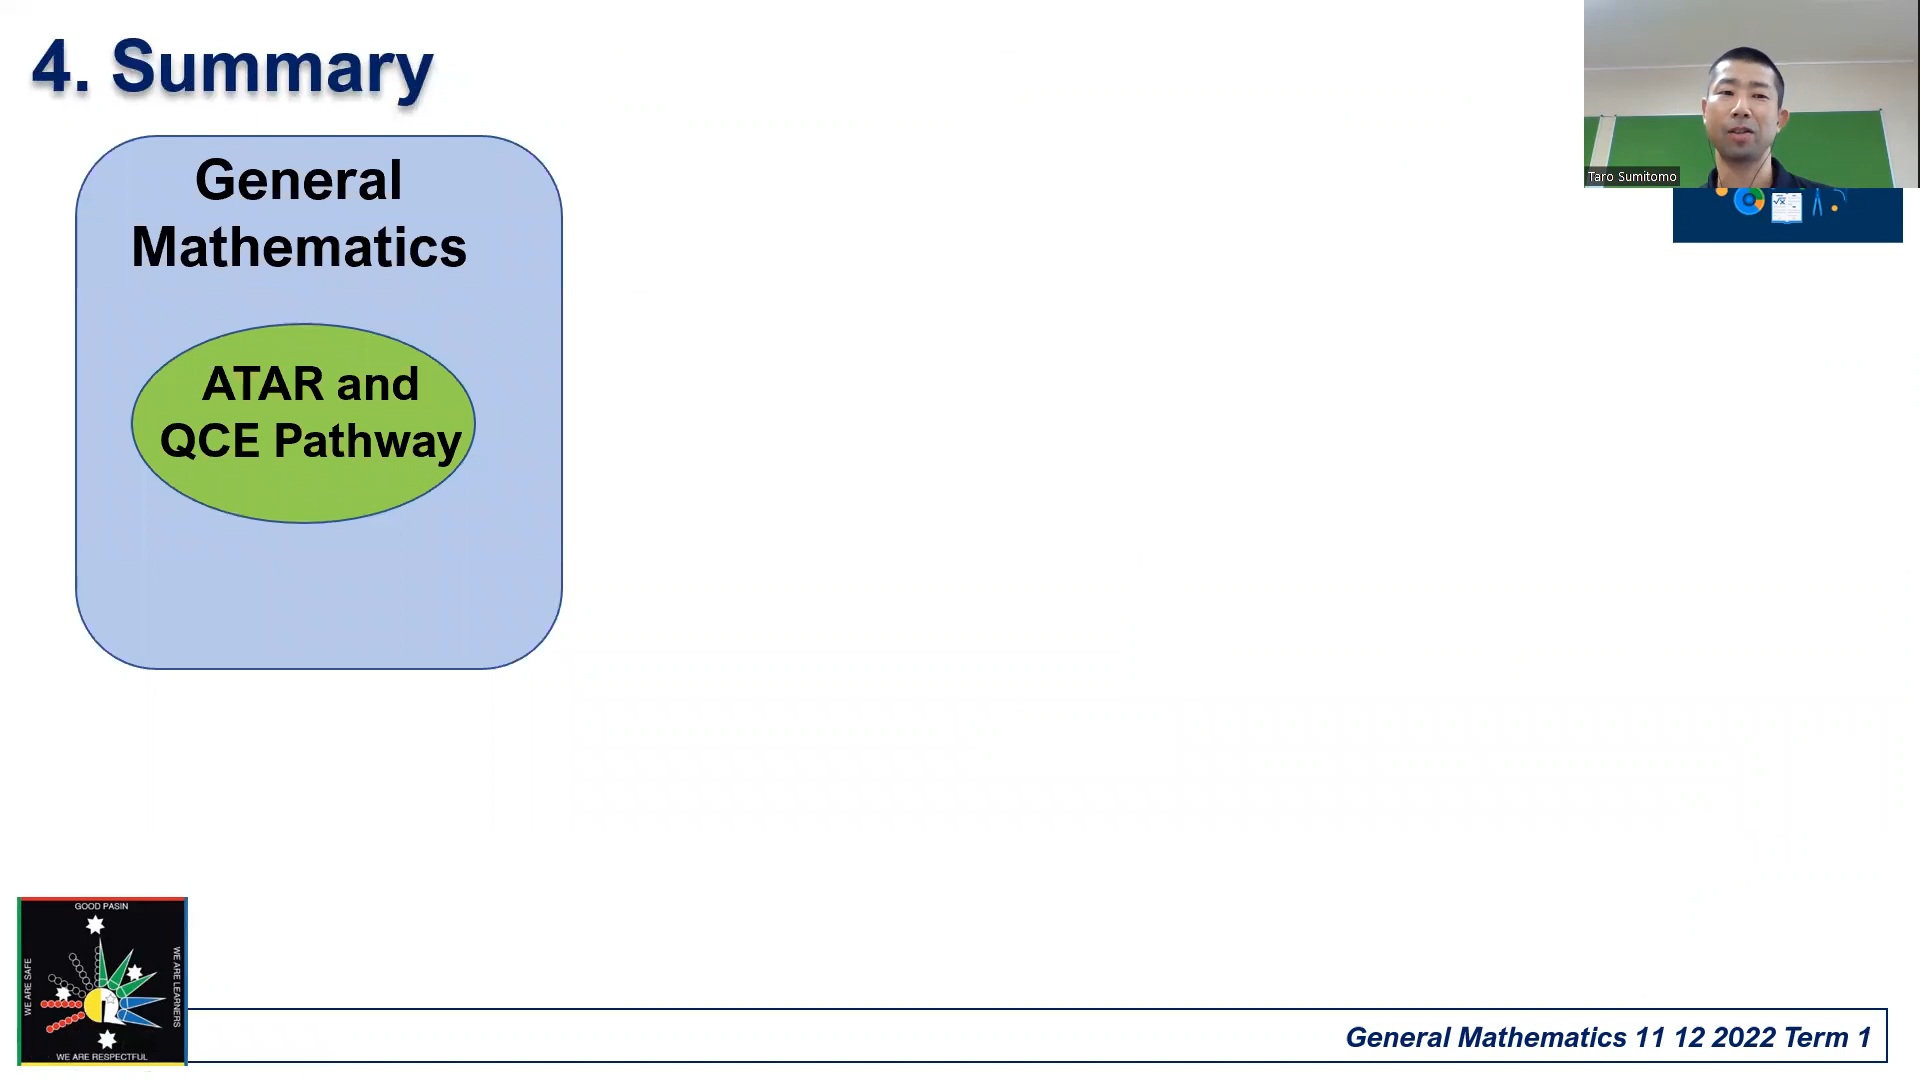 4. Summary
General
Mathematics
ATAR and
QCE Pathway
Taro Sumitomo
GOOD PASIN
WE ARE SAFE
WE ARE LEARNERS
WE ARE RESPECTFUL
General Mathematics 11 12 2022 Term 1